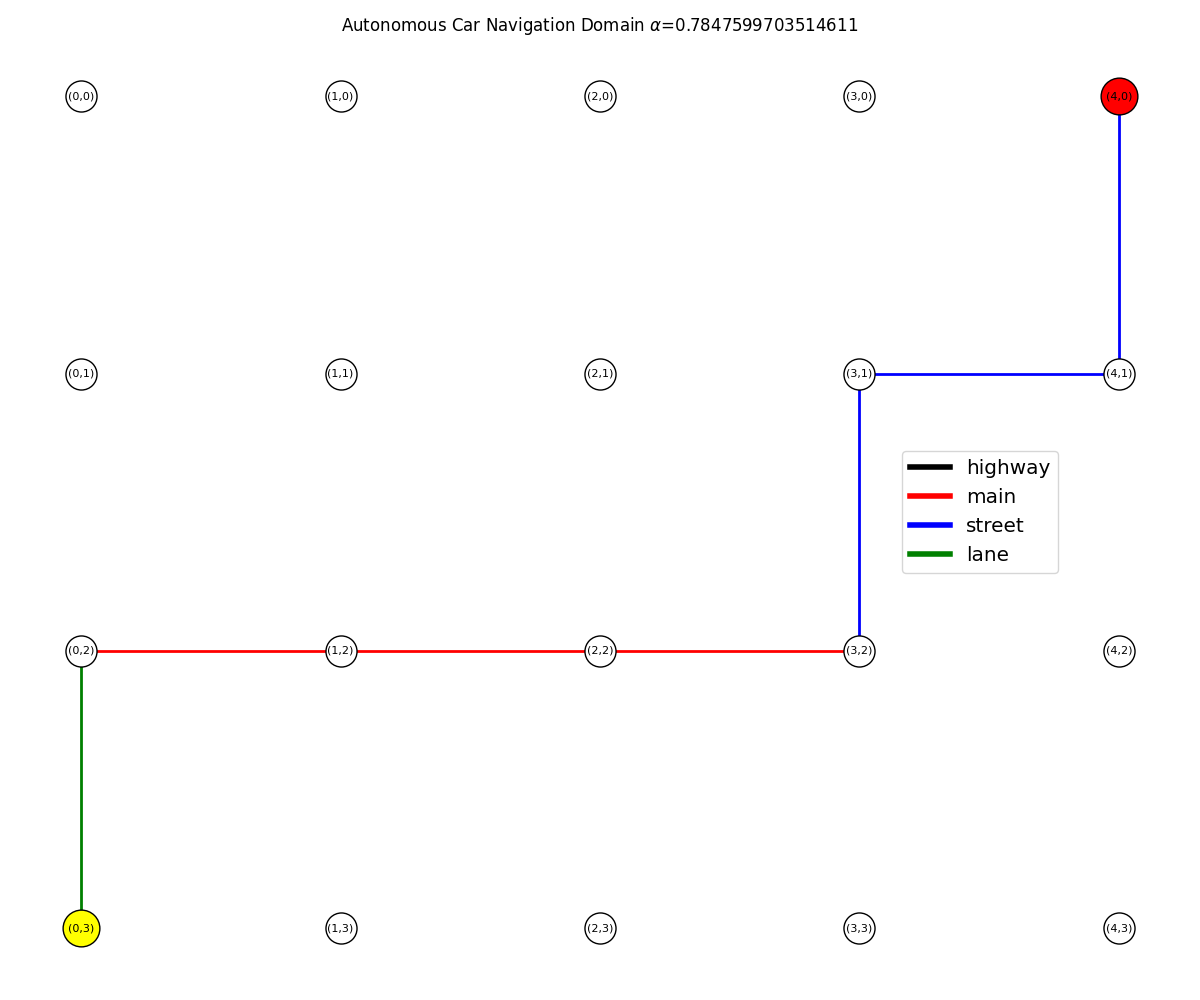 Autonomous Car Navigation Domain α=0.7847599703514611
(0,0) (1,0) (2,0) (3,0) (4,0)
(0,1) (1,1) (2,1) (3,1) (4,1)
highway
main
street
lane
(0,2) (1,2) (2,2) (3,2) (4,2)
(0,3) (1,3) (2,3) (3,3) (4,3)